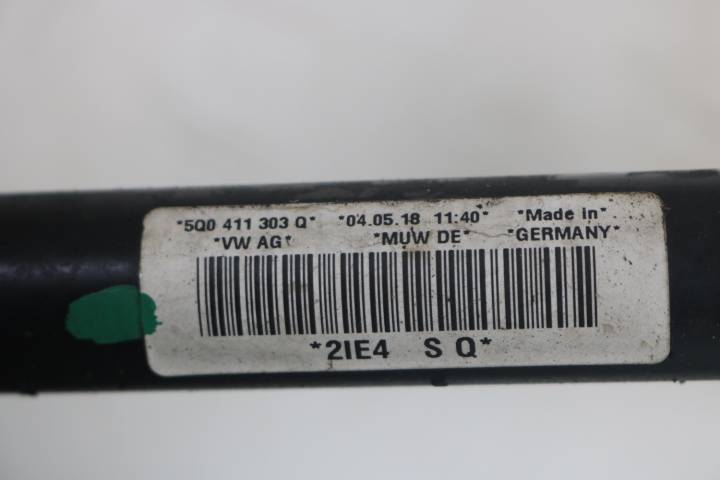 *5Q0 411 303 Q* *04.05.18 11:40* *Made in*
*VW AG* *MUW DE* *GERMANY*
*2IE4 S Q*